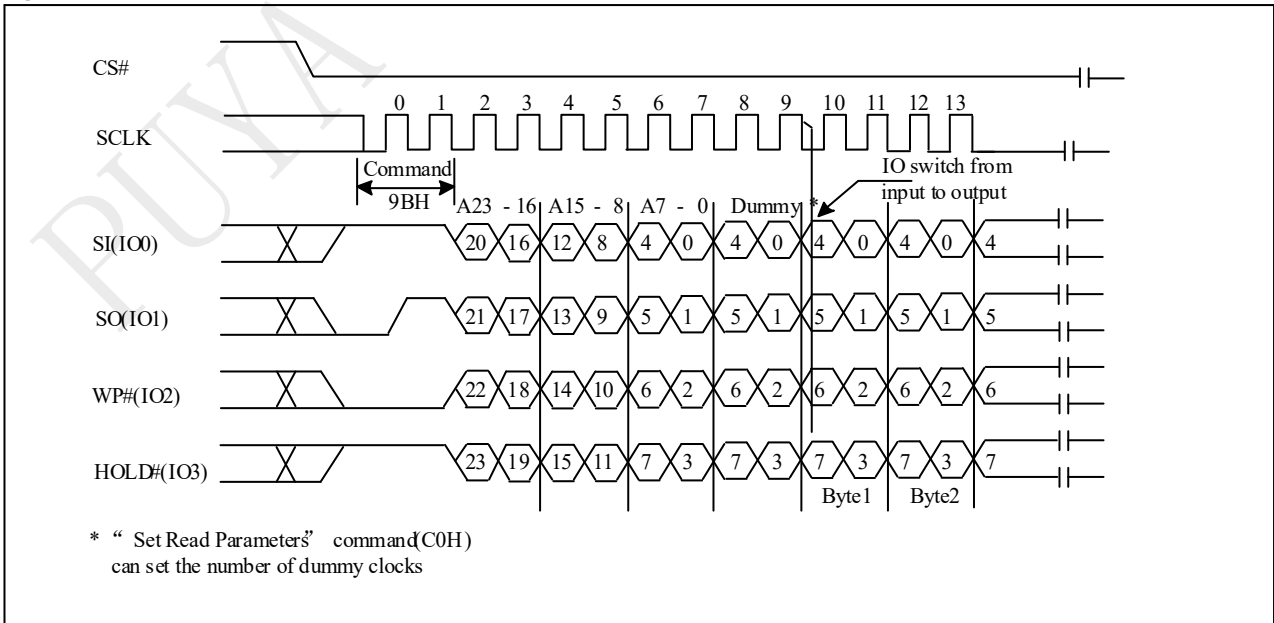 PUYA
CS#
0 1 2 3 4 5 6 7 8 9 10 11 12 13
SCLK
Command
IO switch from
input to output
9BH
A23 - 16 A15 - 8 A7 - 0 Dummy *
SI(IO0) 20 16 12 8 4 0 4 0 4 0 4 0 4
SO(IO1) 21 17 13 9 5 1 5 1 5 1 5 1 5
WP#(IO2) 22 18 14 10 6 2 6 2 6 2 6 2 6
HOLD#(IO3) 23 19 15 11 7 3 7 3 7 3 7 3 7
Byte1 Byte2
* “ Set Read Parameters” command(C0H)
can set the number of dummy clocks